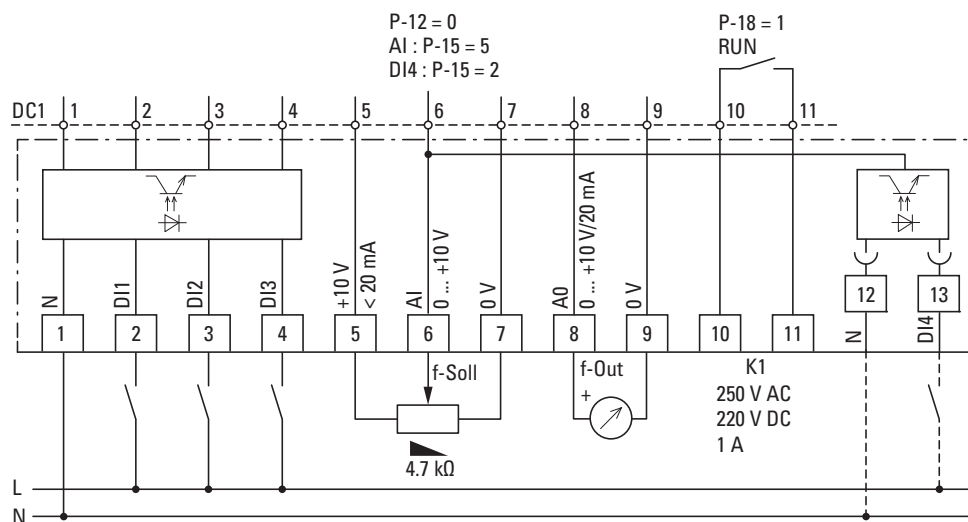 P-12 = 0
AI : P-15 = 5
DI4 : P-15 = 2
P-18 = 1
RUN
DC1 1 2 3 4 5 6 7 8 9 10 11
N
DI1
DI2
DI3
+10 V
< 20 mA
AI
0 ... +10 V
0 V
A0
0 ... +10 V/20 mA
0 V
12 13
N
DI4
1 2 3 4 5 6 7 8 9 10 11
f-Soll
4.7 kΩ
f-Out
+
K1
250 V AC
220 V DC
1 A
L
N